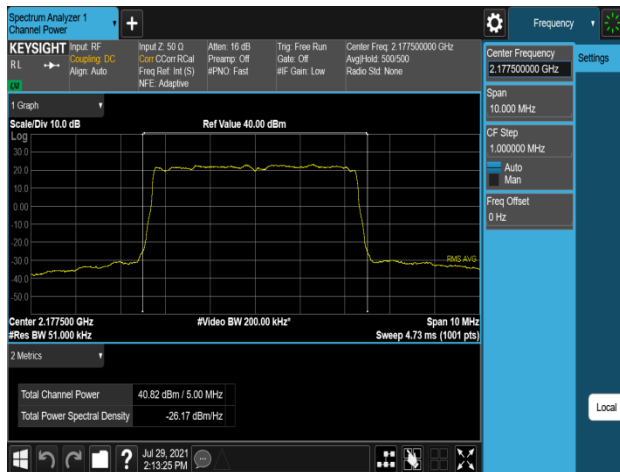 Spectrum Analyzer 1
Channel Power
Frequency
KEYSIGHT
RL
Input: RF
Coupling: DC
Align: Auto
Input Z: 50 Ω
Corr CCorr RCal
Freq Ref: Int (S)
NFE: Adaptive
Atten: 16 dB
Preamp: Off
#PNO: Fast
Trig: Free Run
Gate: Off
#IF Gain: Low
Center Freq: 2.177500000 GHz
Avg|Hold: 500/500
Radio Std: None
Center Frequency
2.177500000 GHz
Settings
Span
10.000 MHz
CF Step
1.000000 MHz
Auto
Man
Freq Offset
0 Hz
1 Graph
Scale/Div 10.0 dB
Ref Value 40.00 dBm
Log
30.0
20.0
10.0
0.00
-10.0
-20.0
-30.0
-40.0
-50.0
RMS AVG
Center 2.177500 GHz
#Video BW 200.00 kHz*
Span 10 MHz
#Res BW 51.000 kHz
Sweep 4.73 ms (1001 pts)
2 Metrics
Total Channel Power 40.82 dBm / 5.00 MHz
Total Power Spectral Density -26.17 dBm/Hz
Local
?
Jul 29, 2021
2:13:25 PM